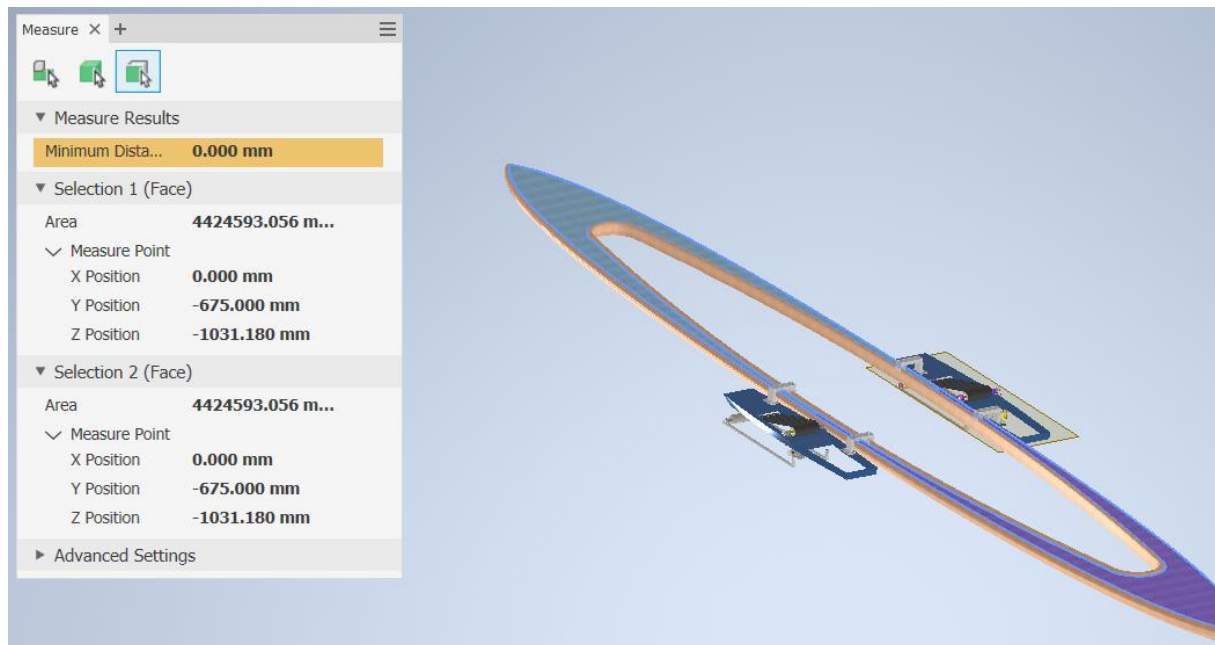 Measure X +
Measure Results
Minimum Dista... 0.000 mm
Selection 1 (Face)
Area 4424593.056 m...
Measure Point
X Position 0.000 mm
Y Position -675.000 mm
Z Position -1031.180 mm
Selection 2 (Face)
Area 4424593.056 m...
Measure Point
X Position 0.000 mm
Y Position -675.000 mm
Z Position -1031.180 mm
Advanced Settings